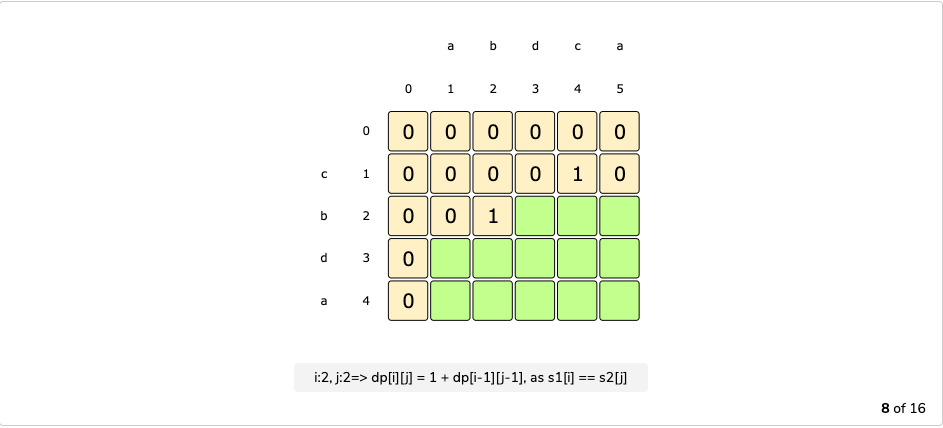 a b d c a
0 1 2 3 4 5
0 0 0 0 0 0 0
c 1 0 0 0 0 1 0
b 2 0 0 1
d 3 0
a 4 0
i:2, j:2=> dp[i][j] = 1 + dp[i-1][j-1], as s1[i] == s2[j]
8 of 16